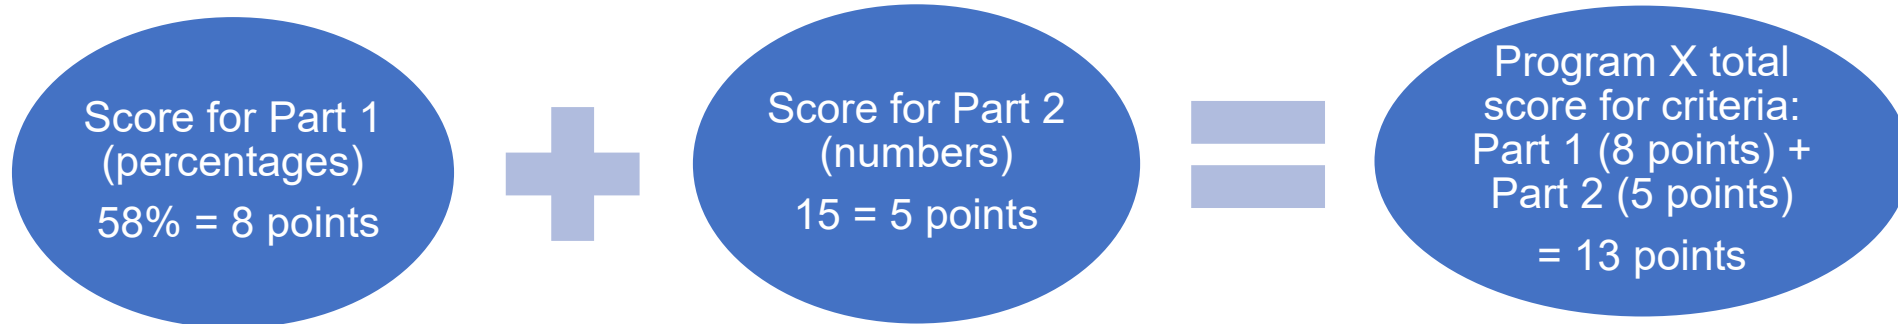 Score for Part 1
(percentages)
58% = 8 points
Score for Part 2
(numbers)
15 = 5 points
Program X total
score for criteria:
Part 1 (8 points) +
Part 2 (5 points)
= 13 points